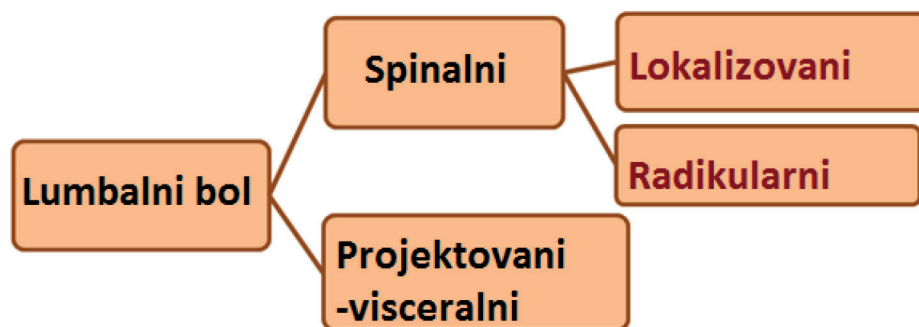 Lumbalni bol
Spinalni
Lokalizovani
Radikularni
Projektovani
-visceralni